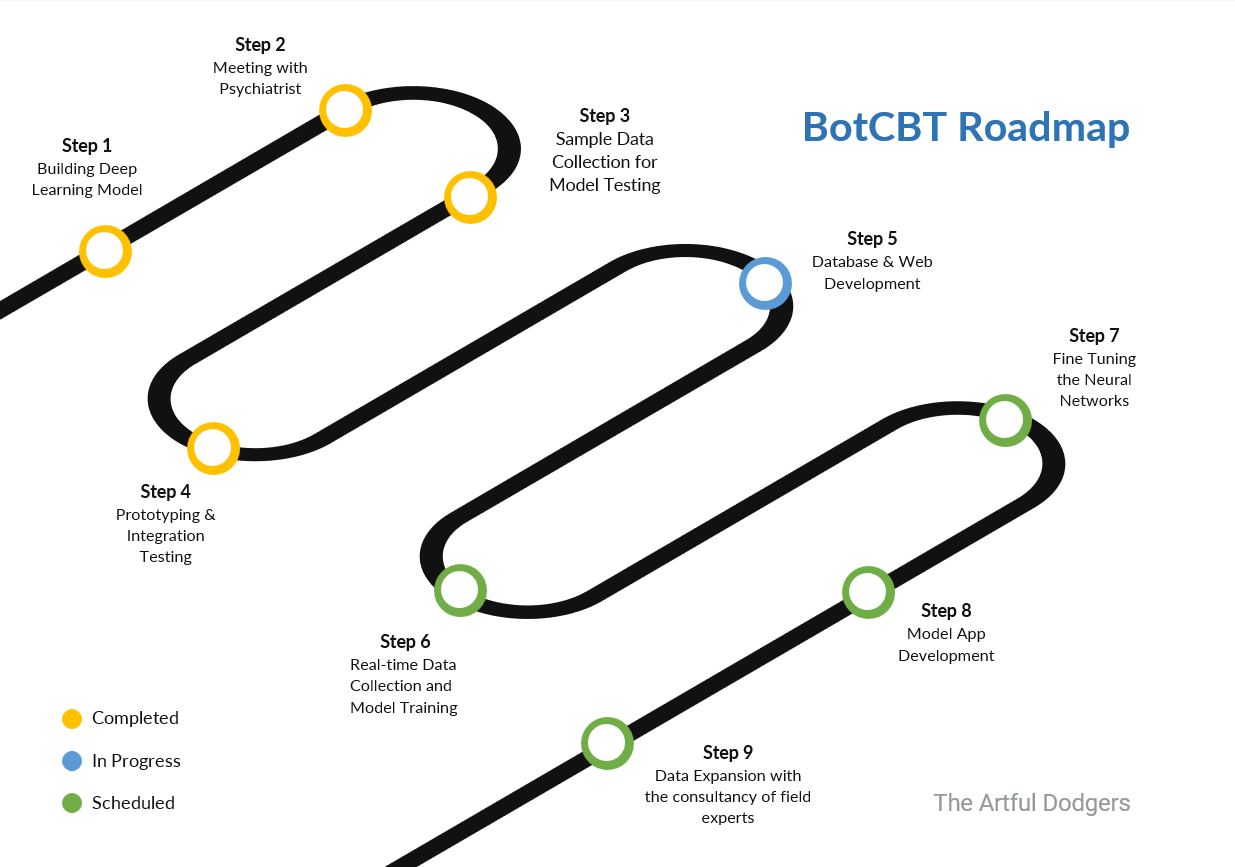 BotCBT Roadmap
Step 1
Building Deep
Learning Model
Step 2
Meeting with
Psychiatrist
Step 3
Sample Data
Collection for
Model Testing
Step 4
Prototyping &
Integration
Testing
Step 5
Database & Web
Development
Step 6
Real-time Data
Collection and
Model Training
Step 7
Fine Tuning
the Neural
Networks
Step 8
Model App
Development
Step 9
Data Expansion with
the consultancy of field
experts
Completed
In Progress
Scheduled
The Artful Dodgers